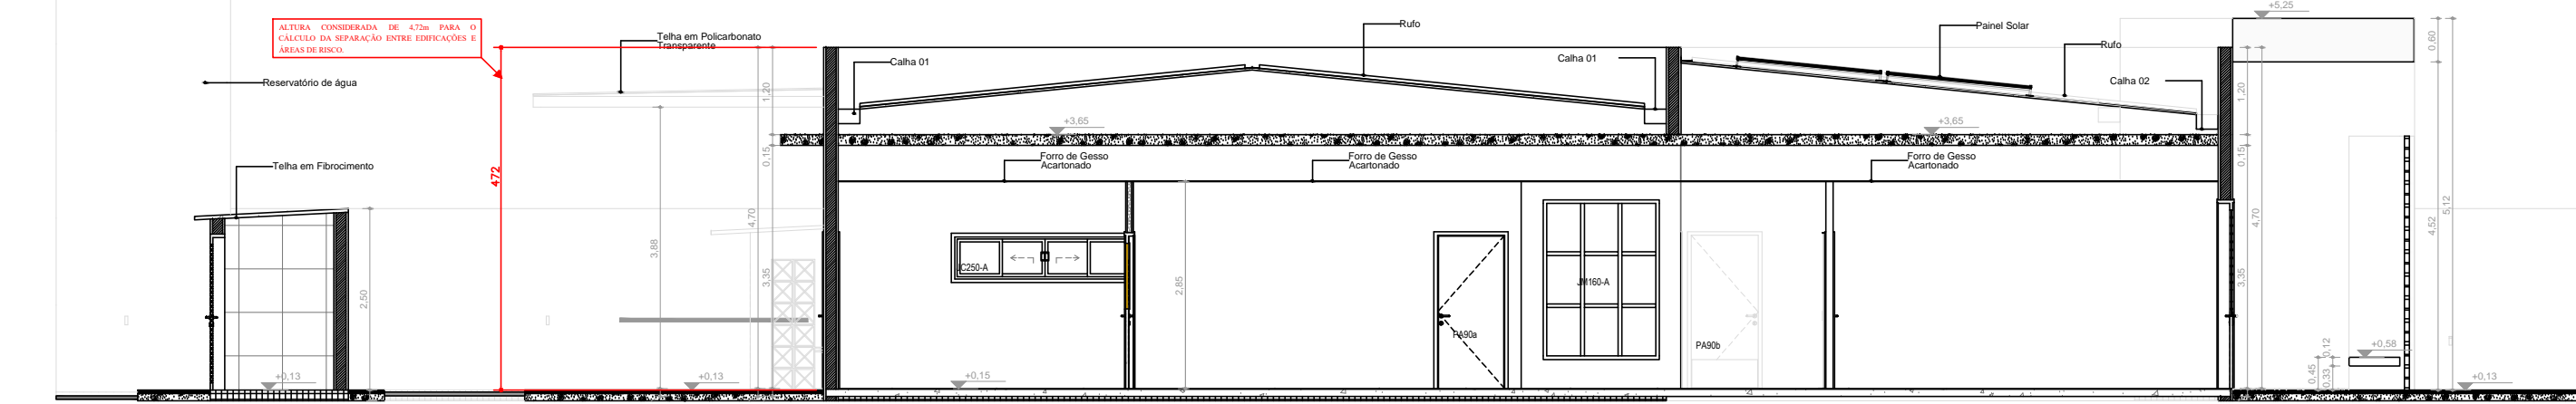 ALTURA CONSIDERADA DE 4,72m PARA O
CÁLCULO DA SEPARAÇÃO ENTRE EDIFICAÇÕES E
ÁREAS DE RISCO.
Reservatório de água
Telha em Fibrocimento
Telha em Policarbonato
Transparente
Calha 01
Rufo
Calha 01
Painel Solar
Rufo
Calha 02
+5,25
0,60
1,20
0,15
4,70
3,35
3,88
472
2,50
+3,65
+3,65
Forro de Gesso
Acartonado
Forro de Gesso
Acartonado
Forro de Gesso
Acartonado
2,85
JC250-A
PA90a
JM160-A
PA90b
1,20
0,15
4,70
3,35
4,52
5,12
+0,58
0,12
0,33
0,45
+0,13
+0,13
+0,15
+0,13